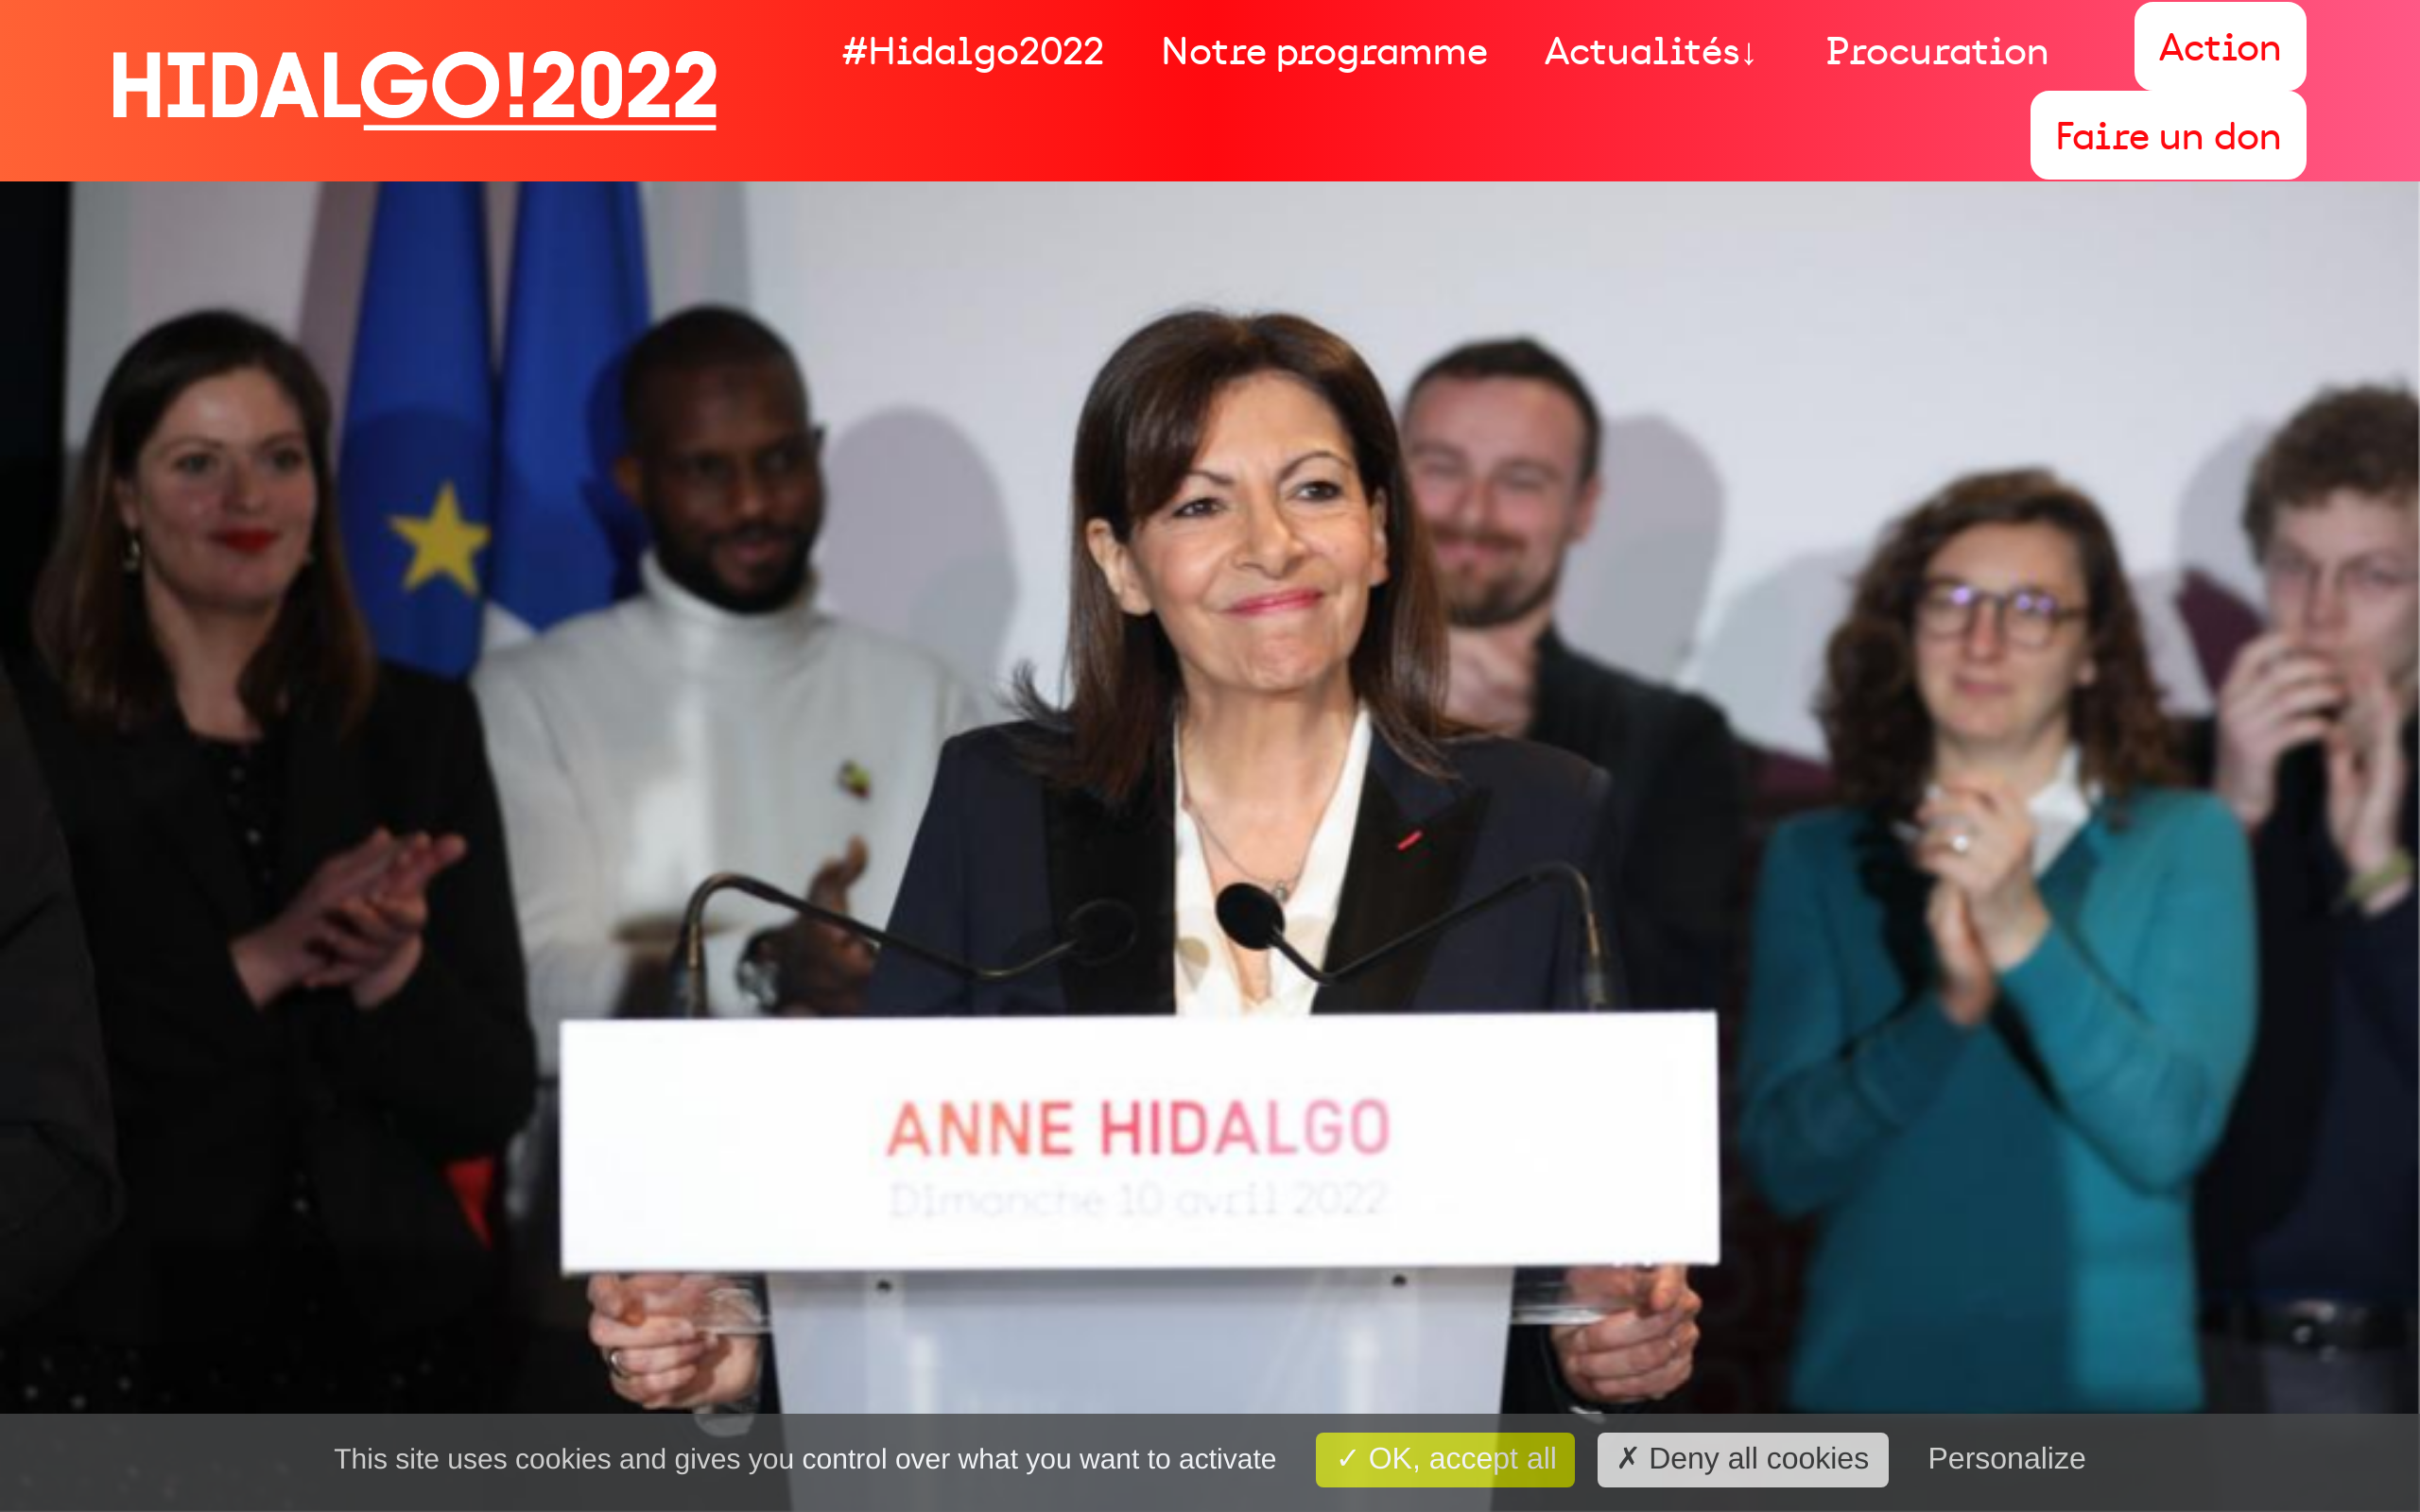 HIDALGO!2022
#Hidalgo2022 Notre programme Actualités↓ Procuration Action
Faire un don
ANNE HIDALGO
Dimanche 10 avril 2022
This site uses cookies and gives you control over what you want to activate ✓ OK, accept all ✗ Deny all cookies Personalize